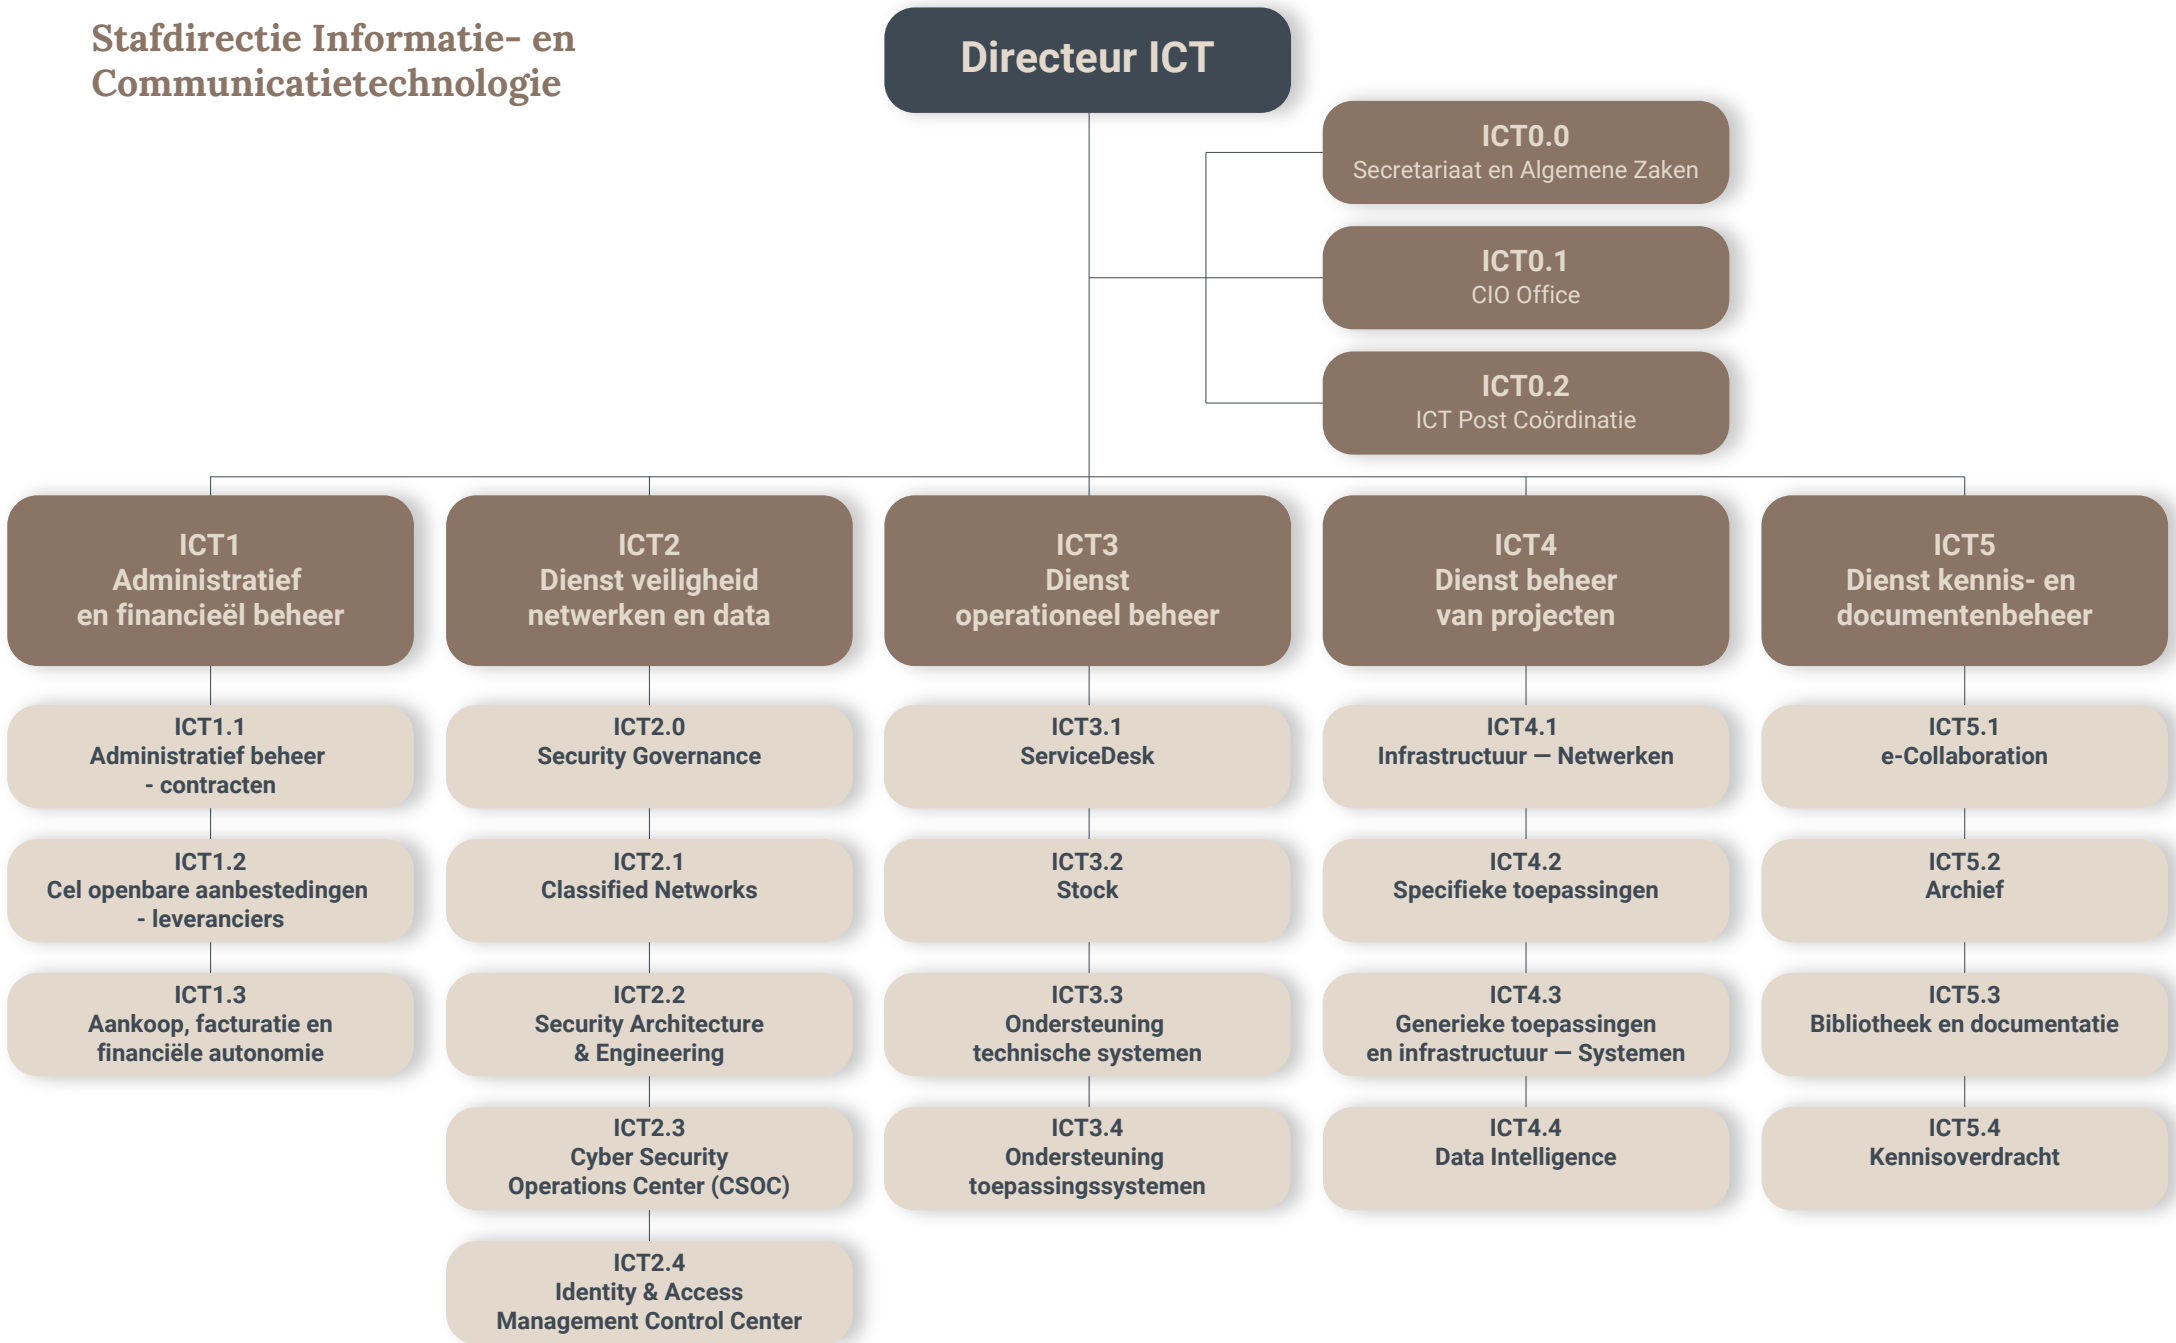 Stafdirectie Informatie- en
Communicatietechnologie
Directeur ICT
ICT0.0
Secretariaat en Algemene Zaken
ICT0.1
CIO Office
ICT0.2
ICT Post Coördinatie
ICT1
Administratief
en financieël beheer
ICT2
Dienst veiligheid
netwerken en data
ICT3
Dienst
operationeel beheer
ICT4
Dienst beheer
van projecten
ICT5
Dienst kennis- en
documentenbeheer
ICT1.1
Administratief beheer
- contracten
ICT1.2
Cel openbare aanbestedingen
- leveranciers
ICT1.3
Aankoop, facturatie en
financiële autonomie
ICT2.0
Security Governance
ICT2.1
Classified Networks
ICT2.2
Security Architecture
& Engineering
ICT2.3
Cyber Security
Operations Center (CSOC)
ICT2.4
Identity & Access
Management Control Center
ICT3.1
ServiceDesk
ICT3.2
Stock
ICT3.3
Ondersteuning
technische systemen
ICT3.4
Ondersteuning
toepassingssystemen
ICT4.1
Infrastructuur — Netwerken
ICT4.2
Specifieke toepassingen
ICT4.3
Generieke toepassingen
en infrastructuur — Systemen
ICT4.4
Data Intelligence
ICT5.1
e-Collaboration
ICT5.2
Archief
ICT5.3
Bibliotheek en documentatie
ICT5.4
Kennisoverdracht